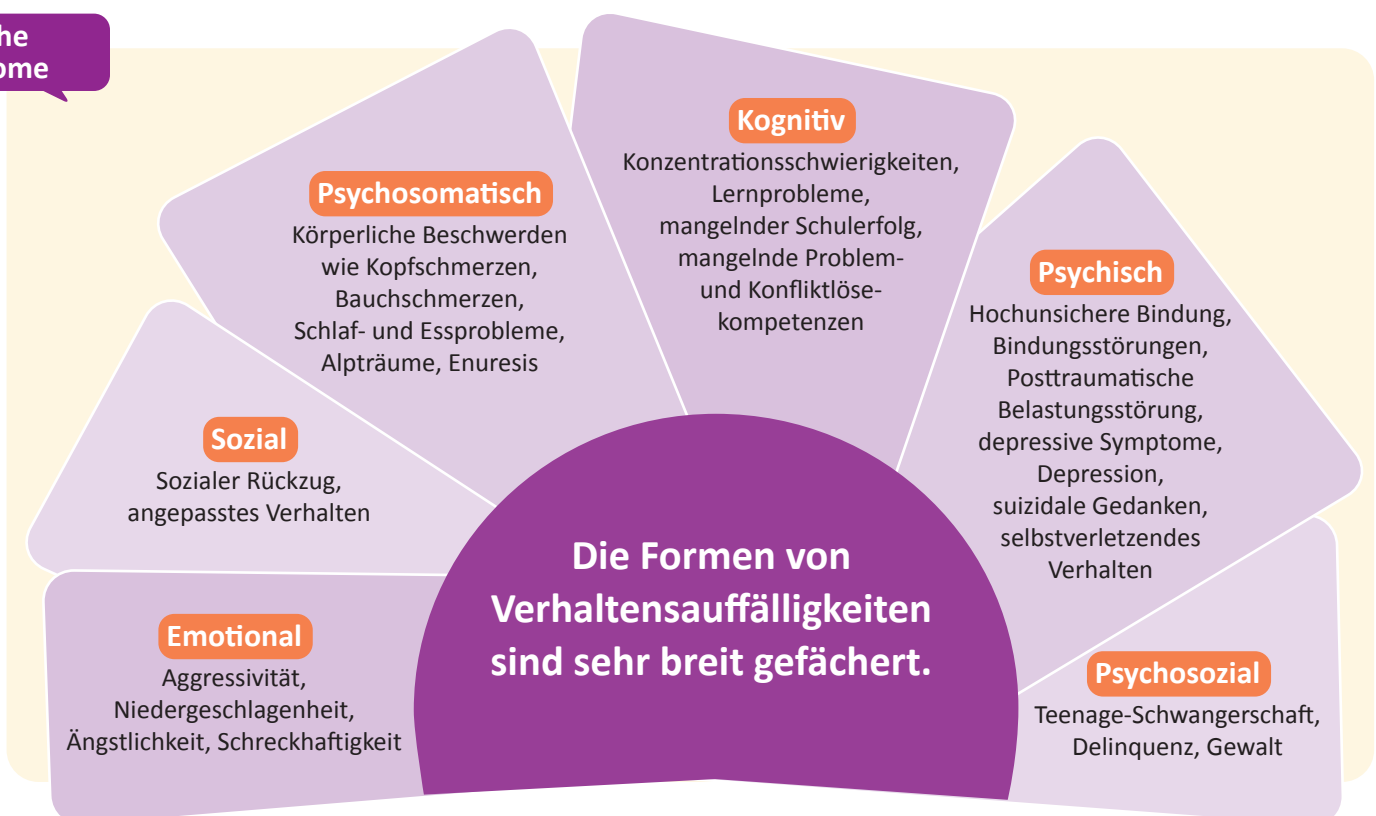 Kognitiv
Konzentrationsschwierigkeiten,
Lernprobleme,
mangelnder Schulerfolg,
mangelnde Problem-
und Konfliktlöse-
kompetenzen
Psychosomatisch
Körperliche Beschwerden
wie Kopfschmerzen,
Bauchschmerzen,
Schlaf- und Essprobleme,
Alpträume, Enuresis
Psychisch
Hochunsichere Bindung,
Bindungsstörungen,
Posttraumatische
Belastungsstörung,
depressive Symptome,
Depression,
suizidale Gedanken,
selbstverletzendes
Verhalten
Sozial
Sozialer Rückzug,
angepasstes Verhalten
Die Formen von
Verhaltensauffälligkeiten
sind sehr breit gefächert.
Emotional
Aggressivität,
Niedergeschlagenheit,
Ängstlichkeit, Schreckhaftigkeit
Psychosozial
Teenage-Schwangerschaft,
Delinquenz, Gewalt